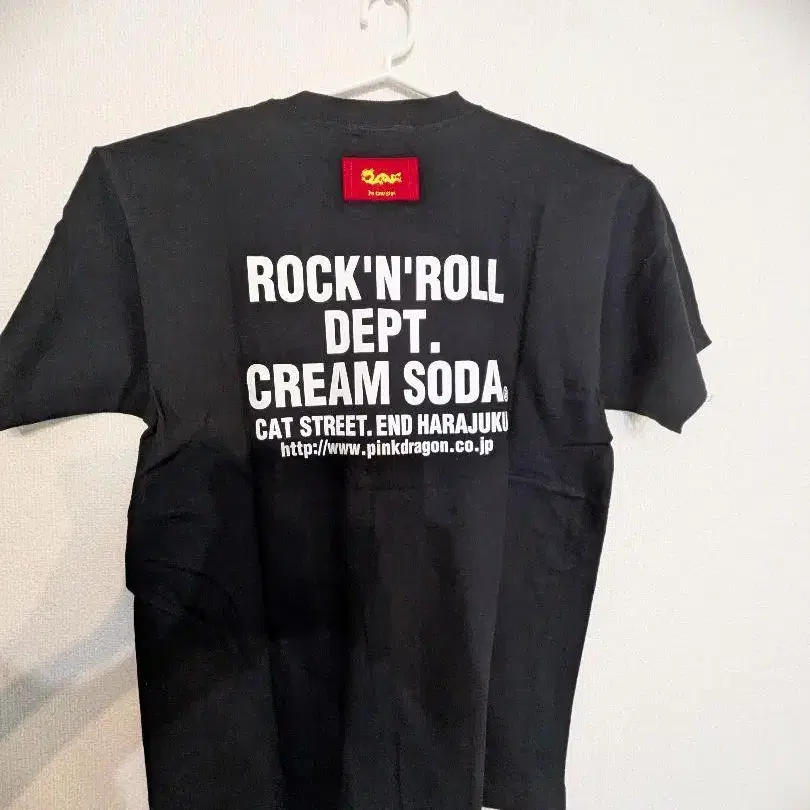 ROCK'N'ROLL
DEPT.
CREAM SODA®
CAT STREET. END HARAJUKU
http://www.pinkdragon.co.jp